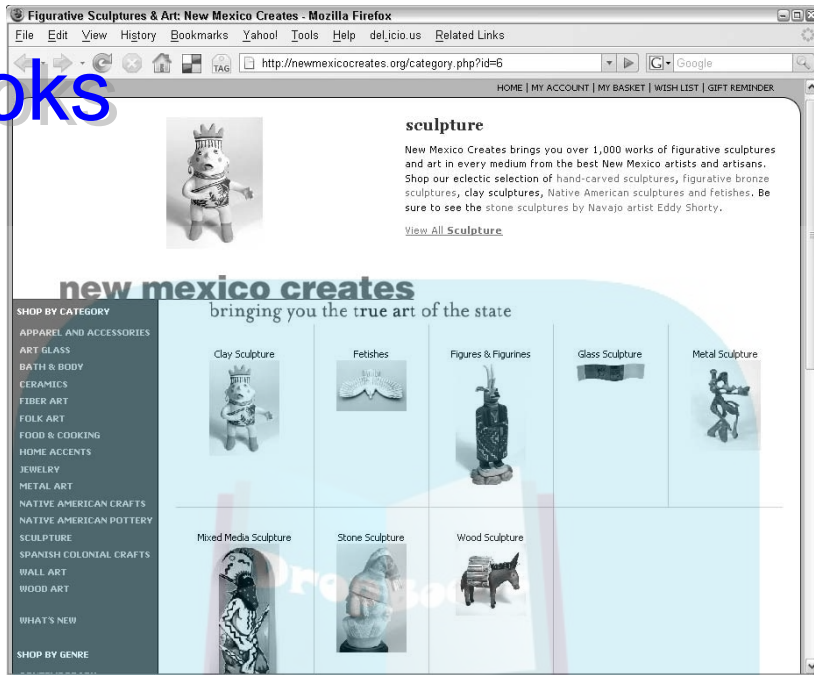 Figurative Sculptures & Art: New Mexico Creates - Mozilla Firefox
File Edit View History Bookmarks Yahoo! Tools Help del.icio.us Related Links
TAG http://newmexicocreates.org/category.php?id=6 G Google
oks
HOME | MY ACCOUNT | MY BASKET | WISH LIST | GIFT REMINDER
sculpture
New Mexico Creates brings you over 1,000 works of figurative sculptures
and art in every medium from the best New Mexico artists and artisans.
Shop our eclectic selection of hand-carved sculptures, figurative bronze
sculptures, clay sculptures, Native American sculptures and fetishes. Be
sure to see the stone sculptures by Navajo artist Eddy Shorty.
View All Sculpture
new mexico creates
bringing you the true art of the state
SHOP BY CATEGORY
APPAREL AND ACCESSORIES
ART GLASS
BATH & BODY
CERAMICS
FIBER ART
FOLK ART
FOOD & COOKING
HOME ACCENTS
JEWELRY
METAL ART
NATIVE AMERICAN CRAFTS
NATIVE AMERICAN POTTERY
SCULPTURE
SPANISH COLONIAL CRAFTS
WALL ART
WOOD ART
WHAT'S NEW
SHOP BY GENRE
Clay Sculpture Fetishes Figures & Figurines Glass Sculpture Metal Sculpture
Mixed Media Sculpture Stone Sculpture Wood Sculpture